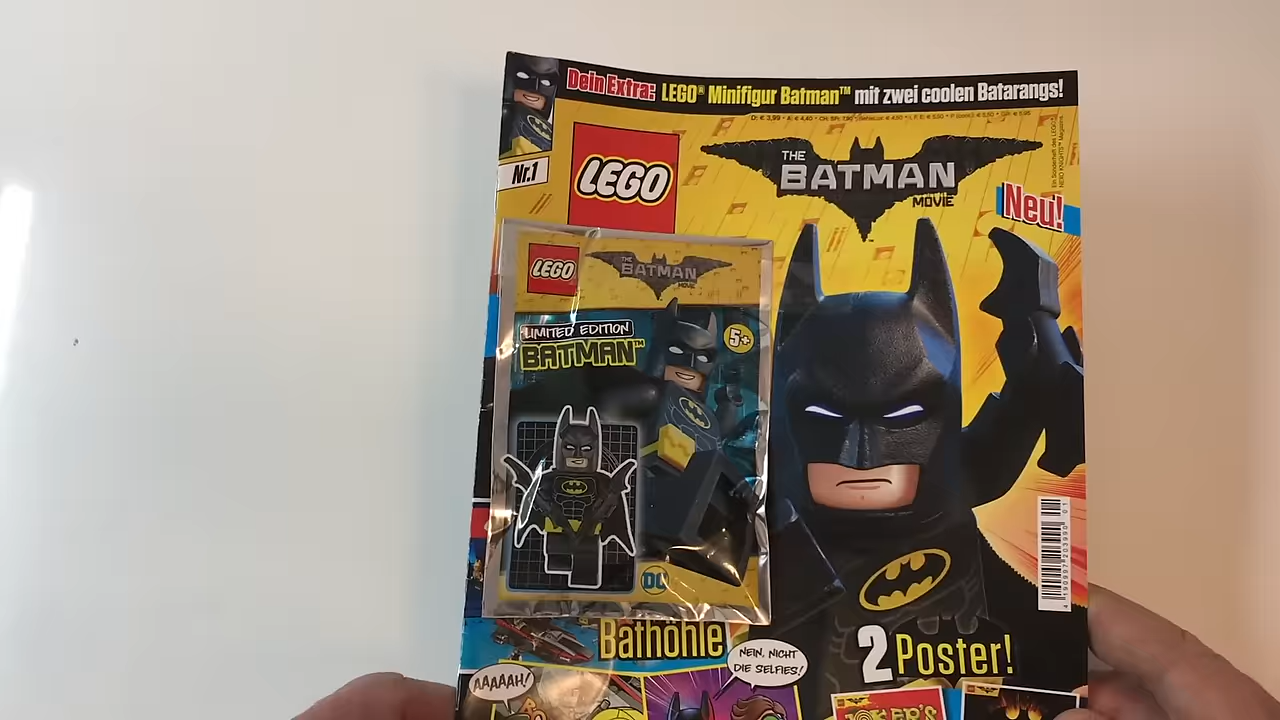 Dein Extra: LEGO® Minifigur Batman™ mit zwei coolen Batarangs!
Nr.1
LEGO
THE
BATMAN
MOVIE
Neu!
LEGO
THE
BATMAN
MOVIE
LIMITED EDITION
BATMAN™
5+
DC
Bathöhle
NEIN, NICHT
DIE SELFIES!
AAAAAH!
2 Poster!
JOKER'S